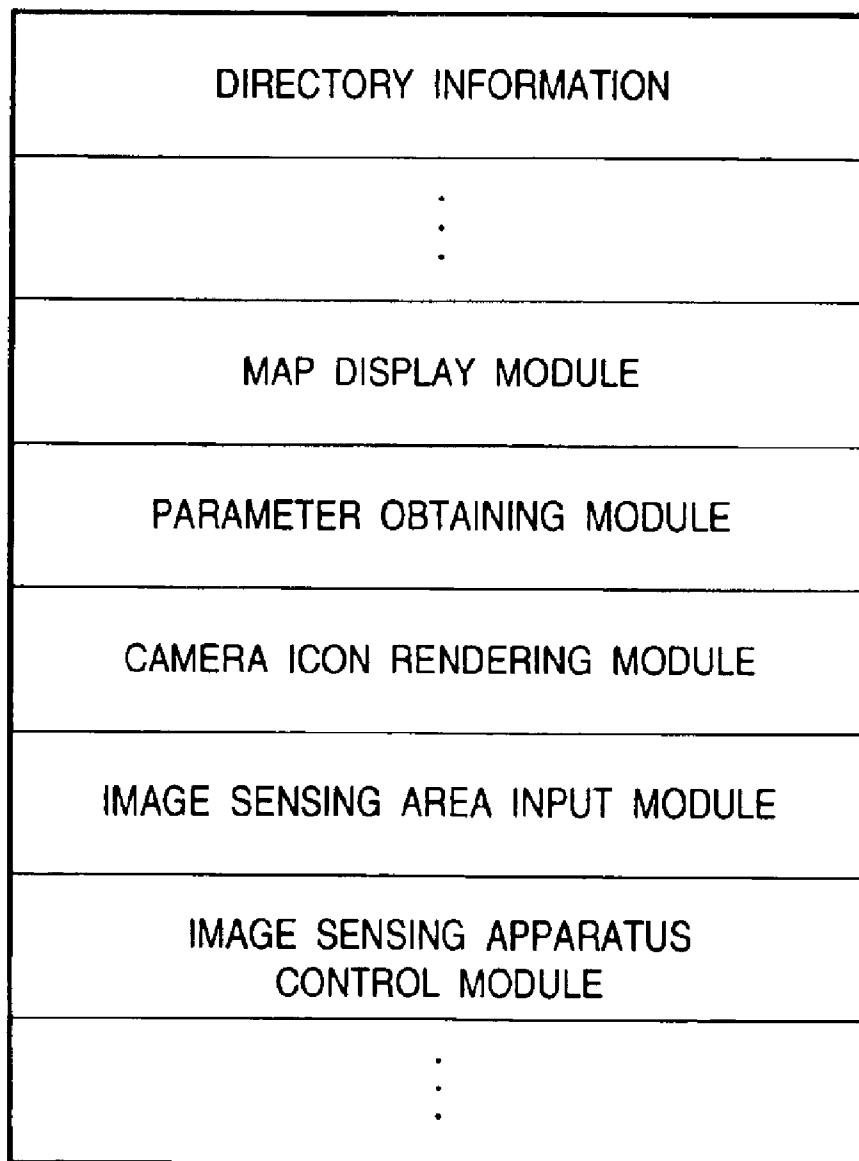 DIRECTORY INFORMATION
.
.
.
MAP DISPLAY MODULE
PARAMETER OBTAINING MODULE
CAMERA ICON RENDERING MODULE
IMAGE SENSING AREA INPUT MODULE
IMAGE SENSING APPARATUS
CONTROL MODULE
.
.
.